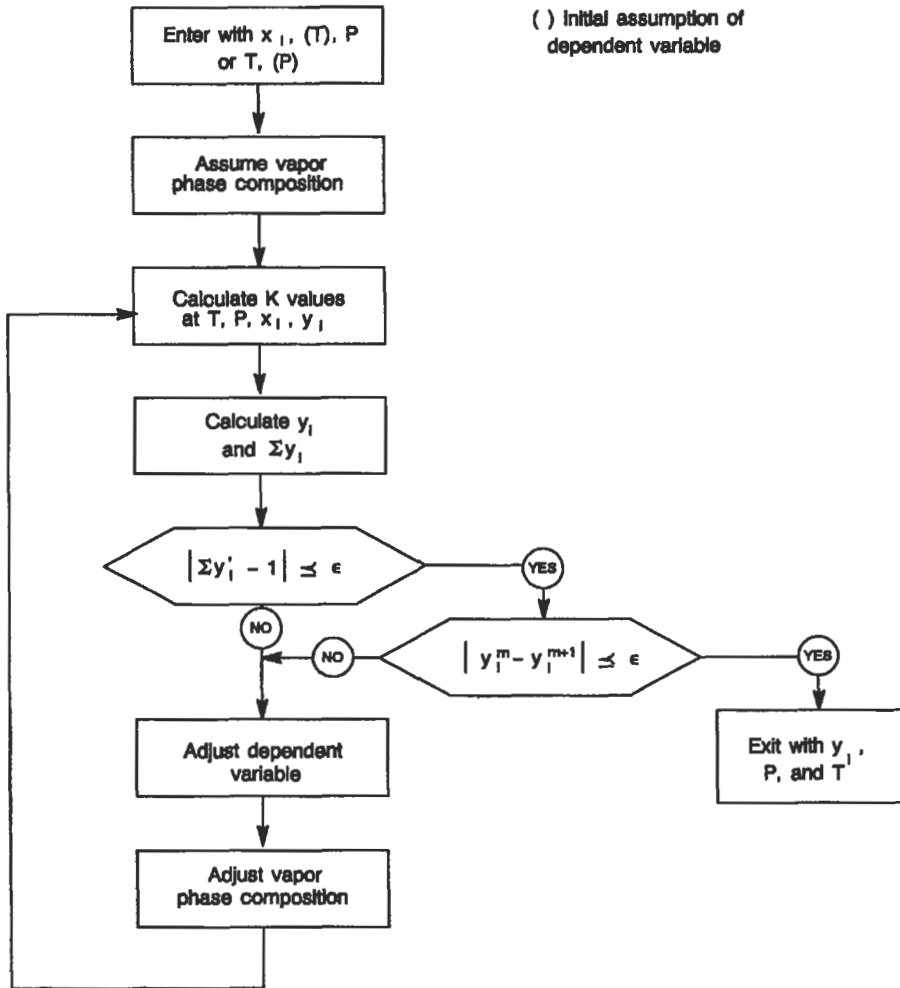 Enter with x i, (T), P
or T, (P)
( ) Initial assumption of
dependent variable
Assume vapor
phase composition
Calculate K values
at T, P, x i, y i
Calculate y i
and Σy i
|Σy'i - 1| ≤ ϵ
YES
NO
|y i^m - y i^m+1| ≤ ϵ
NO
YES
Adjust dependent
variable
Exit with y i,
P, and T
Adjust vapor
phase composition